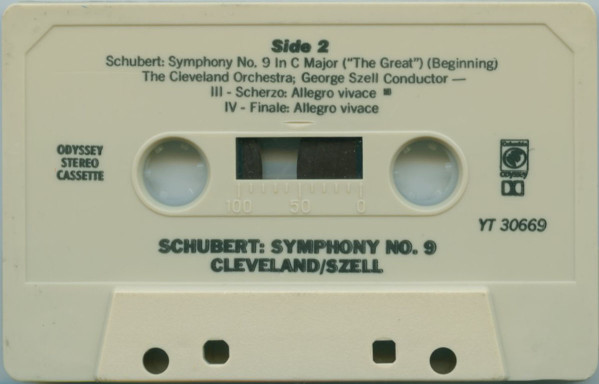 Side 2
Schubert: Symphony No. 9 In C Major ("The Great") (Beginning)
The Cleveland Orchestra; George Szell Conductor —
III - Scherzo: Allegro vivace
IV - Finale: Allegro vivace
ODYSSEY
STEREO
CASSETTE
Columbia
Odyssey
100 50 0
YT 30669
SCHUBERT: SYMPHONY NO. 9
CLEVELAND/SZELL